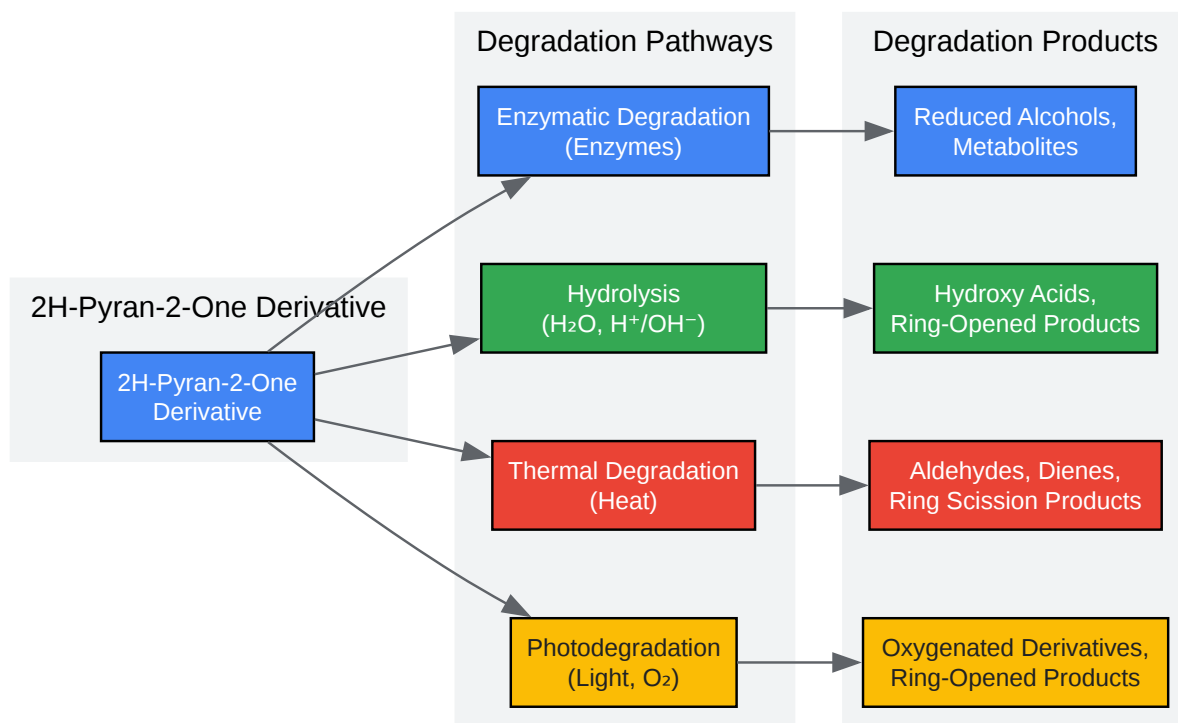 Degradation Pathways
Degradation Products
Enzymatic Degradation
(Enzymes)
Reduced Alcohols,
Metabolites
2H-Pyran-2-One Derivative
2H-Pyran-2-One
Derivative
Hydrolysis
(H₂O, H⁺/OH⁻)
Hydroxy Acids,
Ring-Opened Products
Thermal Degradation
(Heat)
Aldehydes, Dienes,
Ring Scission Products
Photodegradation
(Light, O₂)
Oxygenated Derivatives,
Ring-Opened Products